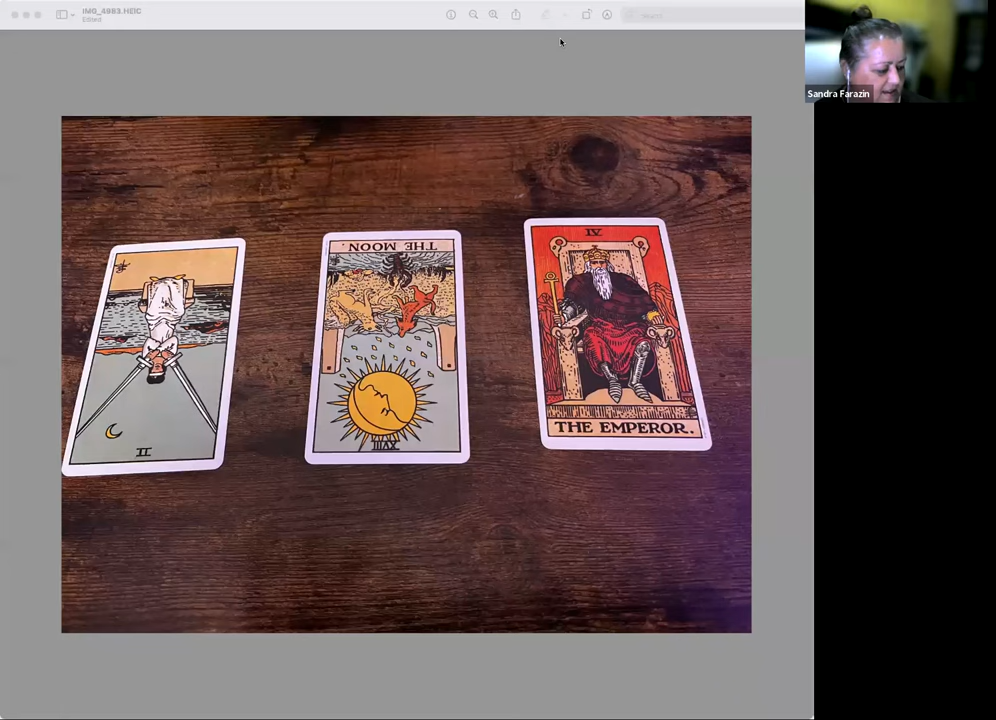 IMG_4983.HEIC
Edited
Sandra Farazin
IV
THE MOON.
THE EMPEROR.
XVIII
II